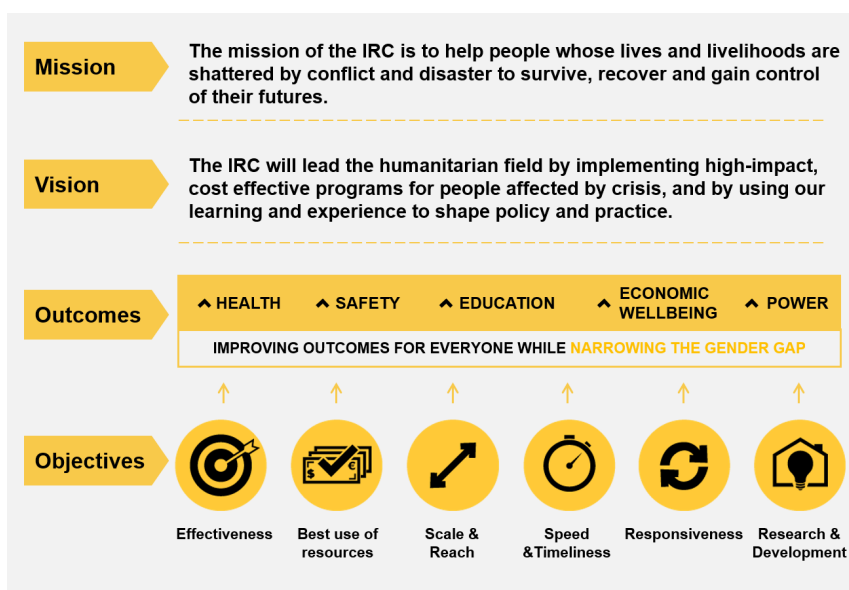 Mission
The mission of the IRC is to help people whose lives and livelihoods are
shattered by conflict and disaster to survive, recover and gain control
of their futures.
Vision
The IRC will lead the humanitarian field by implementing high-impact,
cost effective programs for people affected by crisis, and by using our
learning and experience to shape policy and practice.
Outcomes
HEALTH
SAFETY
EDUCATION
ECONOMIC
WELLBEING
POWER
IMPROVING OUTCOMES FOR EVERYONE WHILE NARROWING THE GENDER GAP
Objectives
$ €
Effectiveness
Best use of
resources
Scale &
Reach
Speed
&Timeliness
Responsiveness
Research &
Development